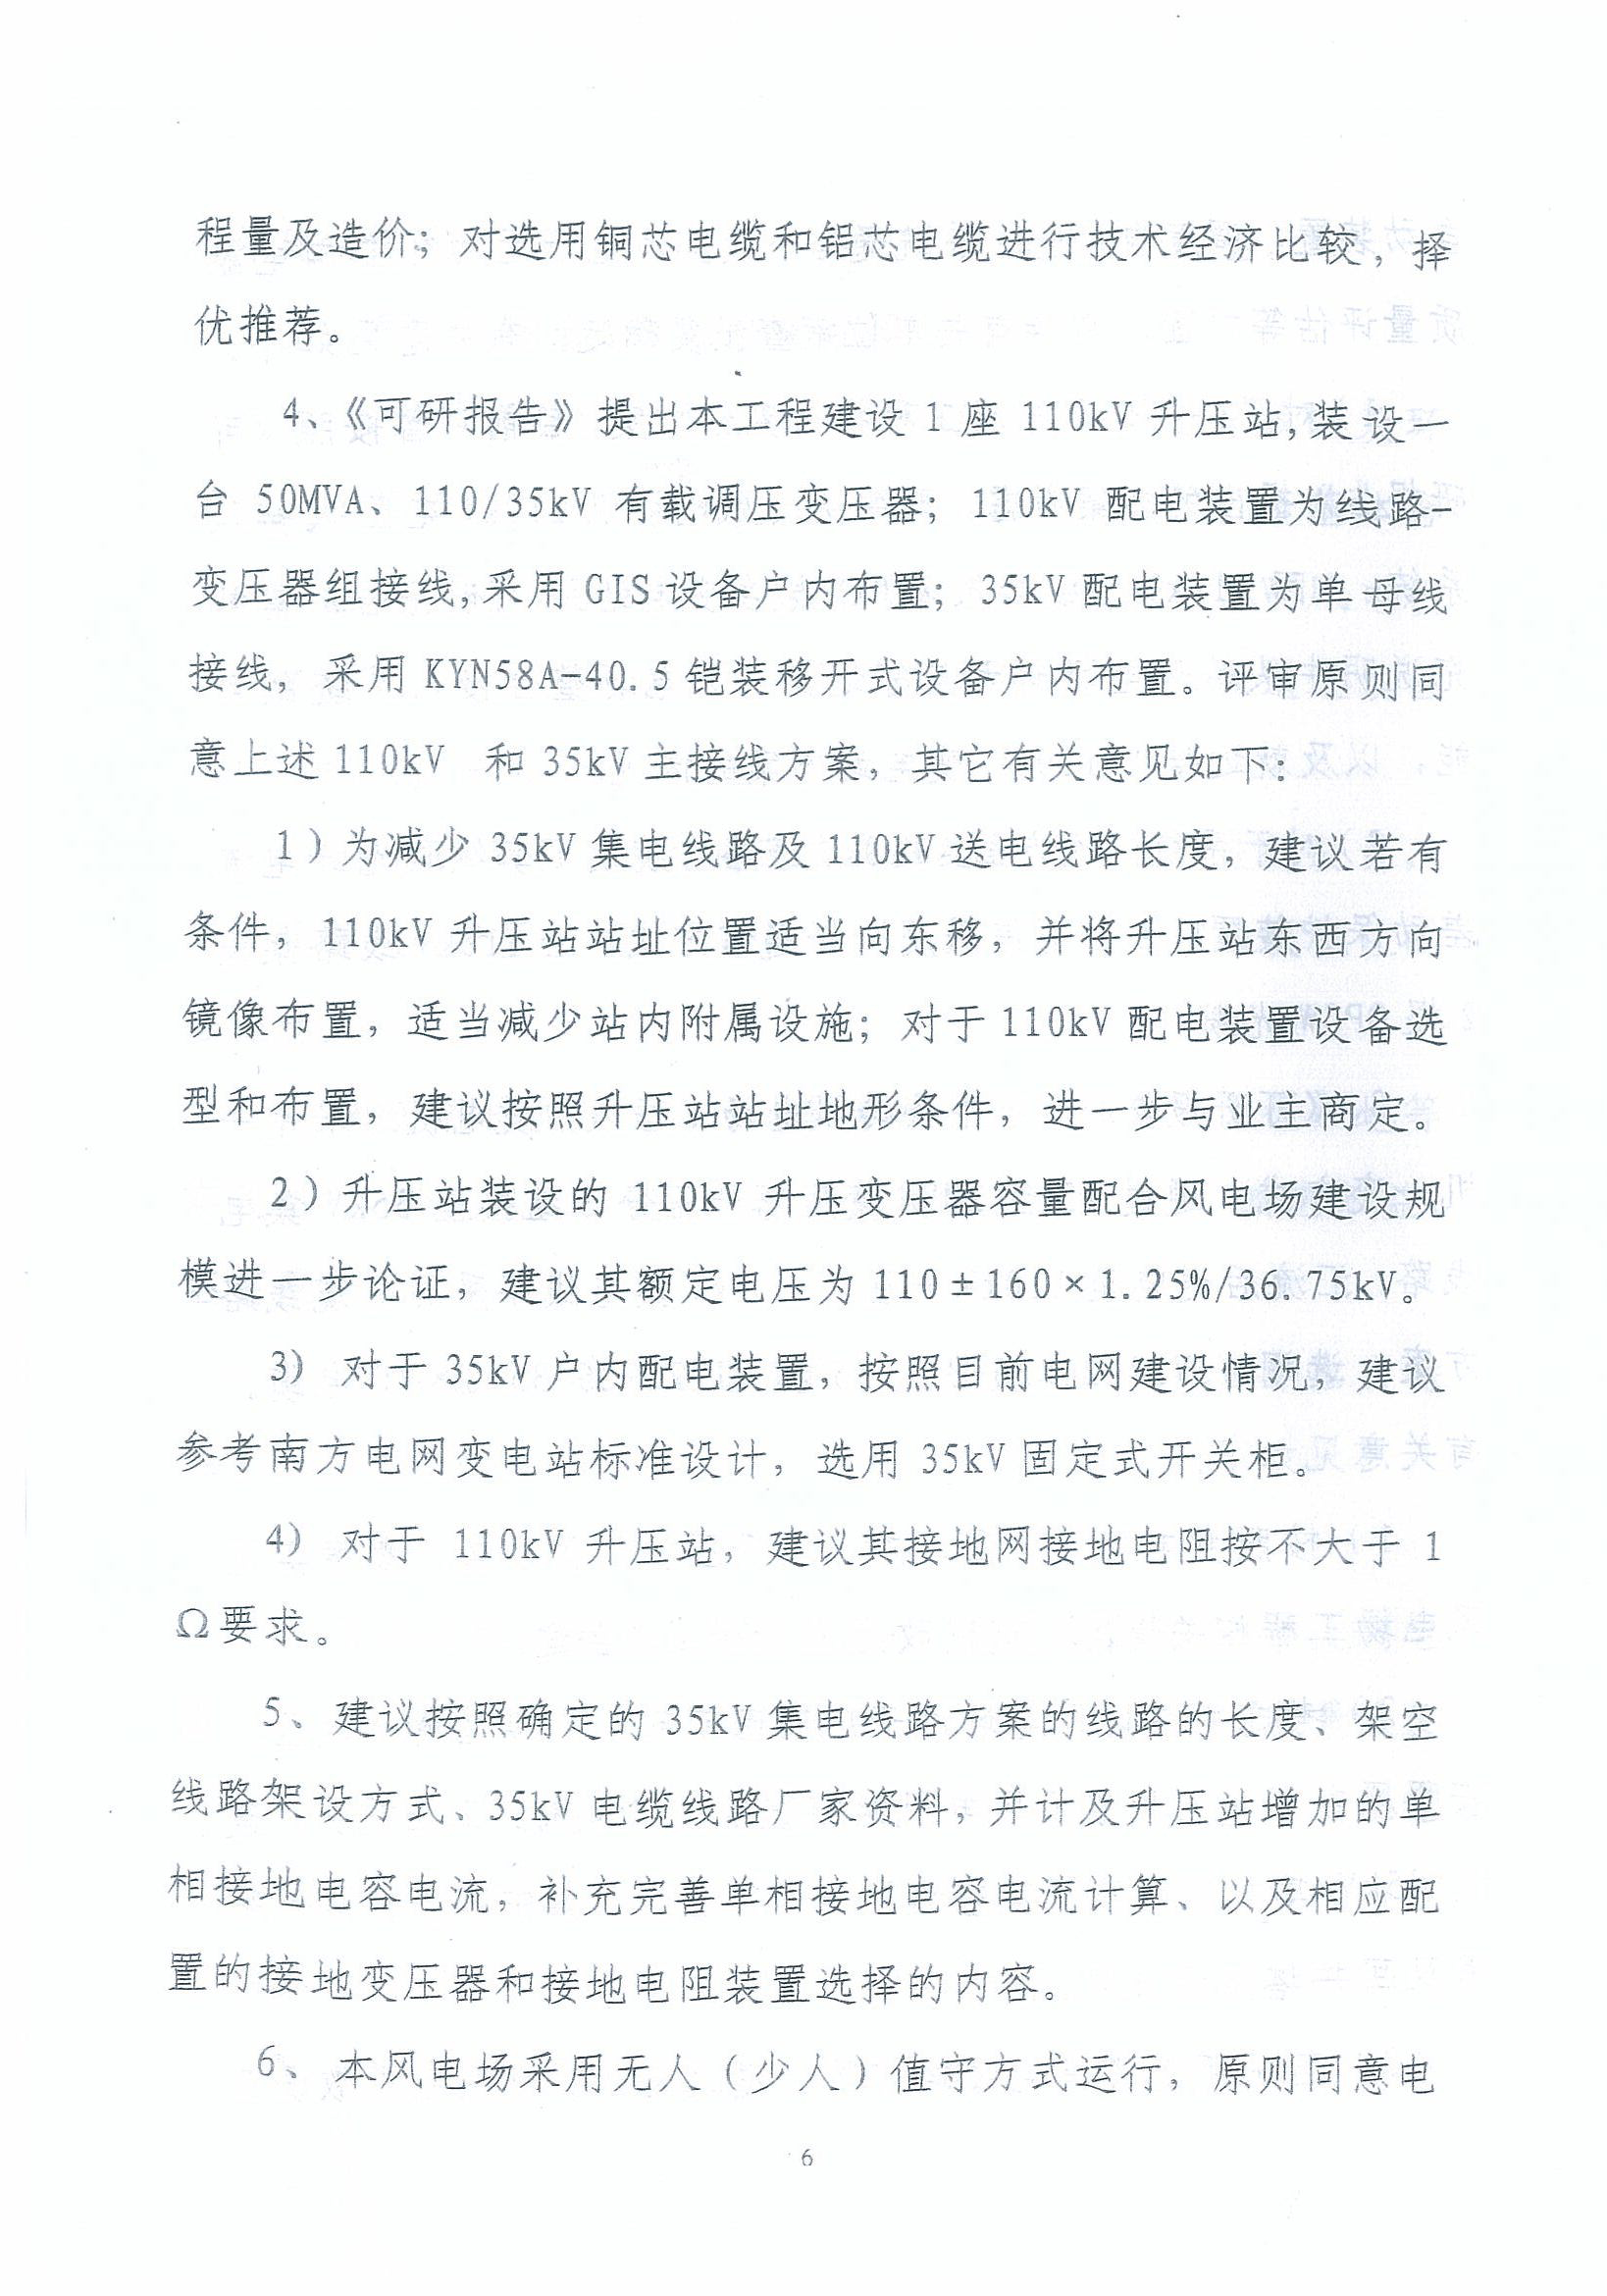 程量及造价；对选用铜芯电缆和铝芯电缆进行技术经济比较，择
优推荐。
4、《可研报告》提出本工程建设 1 座 110kV 升压站,装设一
台 50MVA、110/35kV 有载调压变压器；110kV 配电装置为线路-
变压器组接线,采用 GIS 设备户内布置；35kV 配电装置为单母线
接线，采用 KYN58A-40.5 铠装移开式设备户内布置。评审原则同
意上述 110kV 和 35kV 主接线方案，其它有关意见如下：
1）为减少 35kV 集电线路及 110kV 送电线路长度，建议若有
条件，110kV 升压站站址位置适当向东移，并将升压站东西方向
镜像布置，适当减少站内附属设施；对于 110kV 配电装置设备选
型和布置，建议按照升压站站址地形条件，进一步与业主商定。
2）升压站装设的 110kV 升压变压器容量配合风电场建设规
模进一步论证，建议其额定电压为 110±160×1.25%/36.75kV。
3) 对于 35kV 户内配电装置，按照目前电网建设情况，建议
参考南方电网变电站标准设计，选用 35kV 固定式开关柜。
4) 对于 110kV 升压站，建议其接地网接地电阻按不大于 1
Ω要求。
5、建议按照确定的 35kV 集电线路方案的线路的长度、架空
线路架设方式、35kV 电缆线路厂家资料，并计及升压站增加的单
相接地电容电流，补充完善单相接地电容电流计算、以及相应配
置的接地变压器和接地电阻装置选择的内容。
6、本风电场采用无人（少人）值守方式运行，原则同意电
6